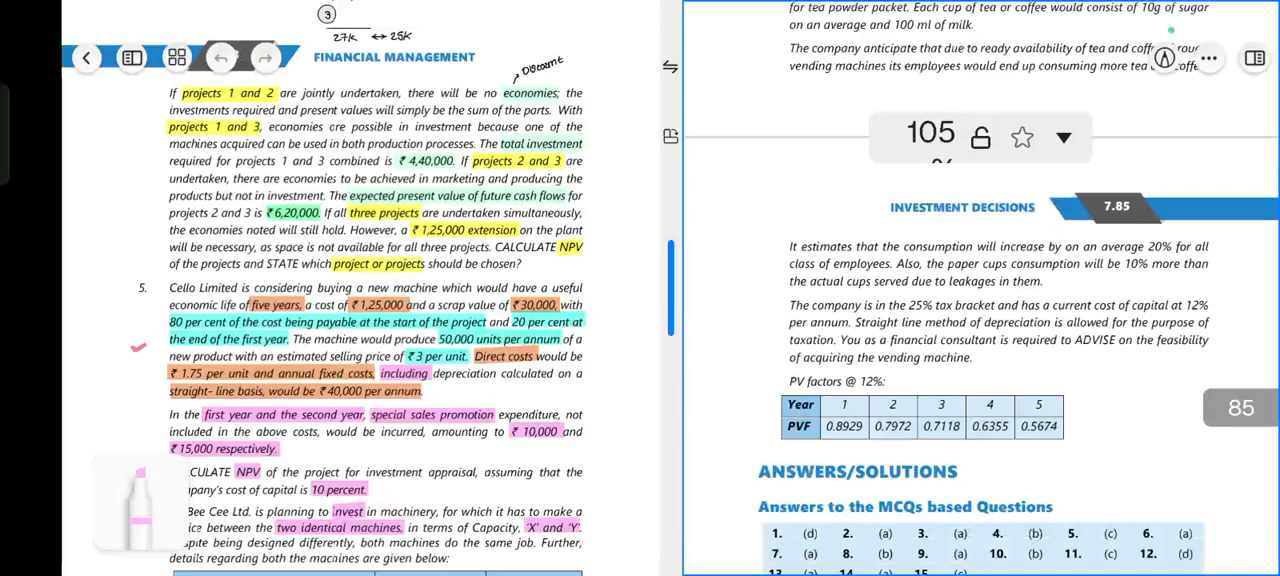 3
27K ↔ 25K
FINANCIAL MANAGEMENT
Discount
If projects 1 and 2 are jointly undertaken, there will be no economies; the
investments required and present values will simply be the sum of the parts. With
projects 1 and 3, economies are possible in investment because one of the
machines acquired can be used in both production processes. The total investment
required for projects 1 and 3 combined is ₹ 4,40,000. If projects 2 and 3 are
undertaken, there are economies to be achieved in marketing and producing the
products but not in investment. The expected present value of future cash flows for
projects 2 and 3 is ₹ 6,20,000. If all three projects are undertaken simultaneously,
the economies noted will still hold. However, a ₹ 1,25,000 extension on the plant
will be necessary, as space is not available for all three projects. CALCULATE NPV
of the projects and STATE which project or projects should be chosen?
5. Cello Limited is considering buying a new machine which would have a useful
economic life of five years, a cost of ₹ 1,25,000 and a scrap value of ₹ 30,000, with
80 per cent of the cost being payable at the start of the project and 20 per cent at
the end of the first year. The machine would produce 50,000 units per annum of a
new product with an estimated selling price of ₹ 3 per unit. Direct costs would be
₹ 1.75 per unit and annual fixed costs, including depreciation calculated on a
straight- line basis, would be ₹ 40,000 per annum.
In the first year and the second year, special sales promotion expenditure, not
included in the above costs, would be incurred, amounting to ₹ 10,000 and
₹ 15,000 respectively.
CULATE NPV of the project for investment appraisal, assuming that the
pany's cost of capital is 10 percent.
Bee Cee Ltd. is planning to invest in machinery, for which it has to make a
ice between the two identical machines, in terms of Capacity, 'X' and 'Y'.
spite being designed differently, both machines do the same job. Further,
details regarding both the machines are given below:
for tea powder packet. Each cup of tea or coffee would consist of 10g of sugar
on an average and 100 ml of milk.
The company anticipate that due to ready availability of tea and
vending machines its employees would end up consuming more tea
105
%
INVESTMENT DECISIONS 7.85
It estimates that the consumption will increase by on an average 20% for all
class of employees. Also, the paper cups consumption will be 10% more than
the actual cups served due to leakages in them.
The company is in the 25% tax bracket and has a current cost of capital at 12%
per annum. Straight line method of depreciation is allowed for the purpose of
taxation. You as a financial consultant is required to ADVISE on the feasibility
of acquiring the vending machine.
PV factors @ 12%:
Year 1 2 3 4 5
PVF 0.8929 0.7972 0.7118 0.6355 0.5674
85
ANSWERS/SOLUTIONS
Answers to the MCQs based Questions
1. (d) 2. (a) 3. (a) 4. (b) 5. (c) 6. (a)
7. (a) 8. (b) 9. (a) 10. (b) 11. (c) 12. (d)
13. (a) 14. (a) 15. (c)